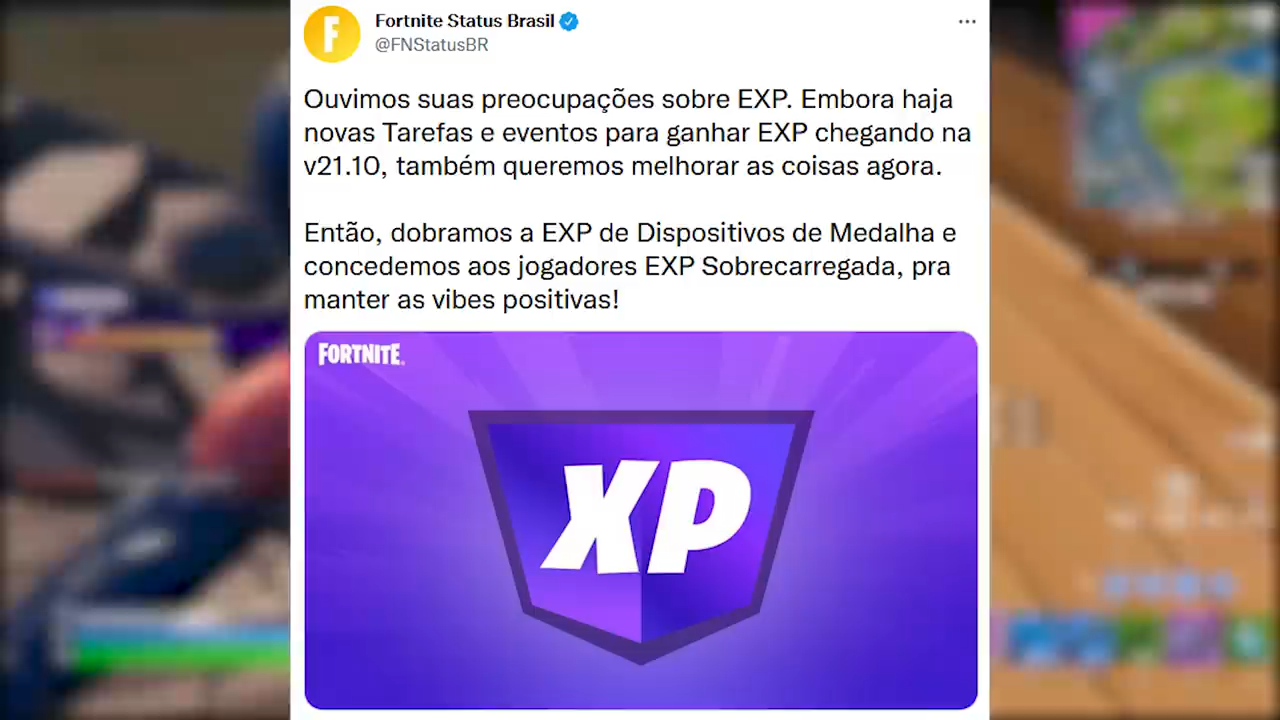 Fortnite Status Brasil
@FNStatusBR
Ouvimos suas preocupações sobre EXP. Embora haja
novas Tarefas e eventos para ganhar EXP chegando na
v21.10, também queremos melhorar as coisas agora.
Então, dobramos a EXP de Dispositivos de Medalha e
concedemos aos jogadores EXP Sobrecarregada, pra
manter as vibes positivas!
FORTNITE.
XP